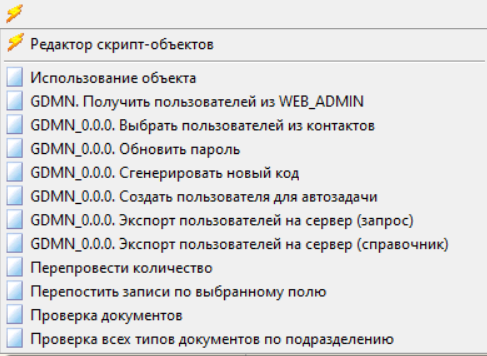 Редактор скрипт-объектов
Использование объекта
GDMN. Получить пользователей из WEB_ADMIN
GDMN_0.0.0. Выбрать пользователей из контактов
GDMN_0.0.0. Обновить пароль
GDMN_0.0.0. Сгенерировать новый код
GDMN_0.0.0. Создать пользователя для автозадачи
GDMN_0.0.0. Экспорт пользователей на сервер (запрос)
GDMN_0.0.0. Экспорт пользователей на сервер (справочник)
Перепровести количество
Перепостить записи по выбранному полю
Проверка документов
Проверка всех типов документов по подразделению